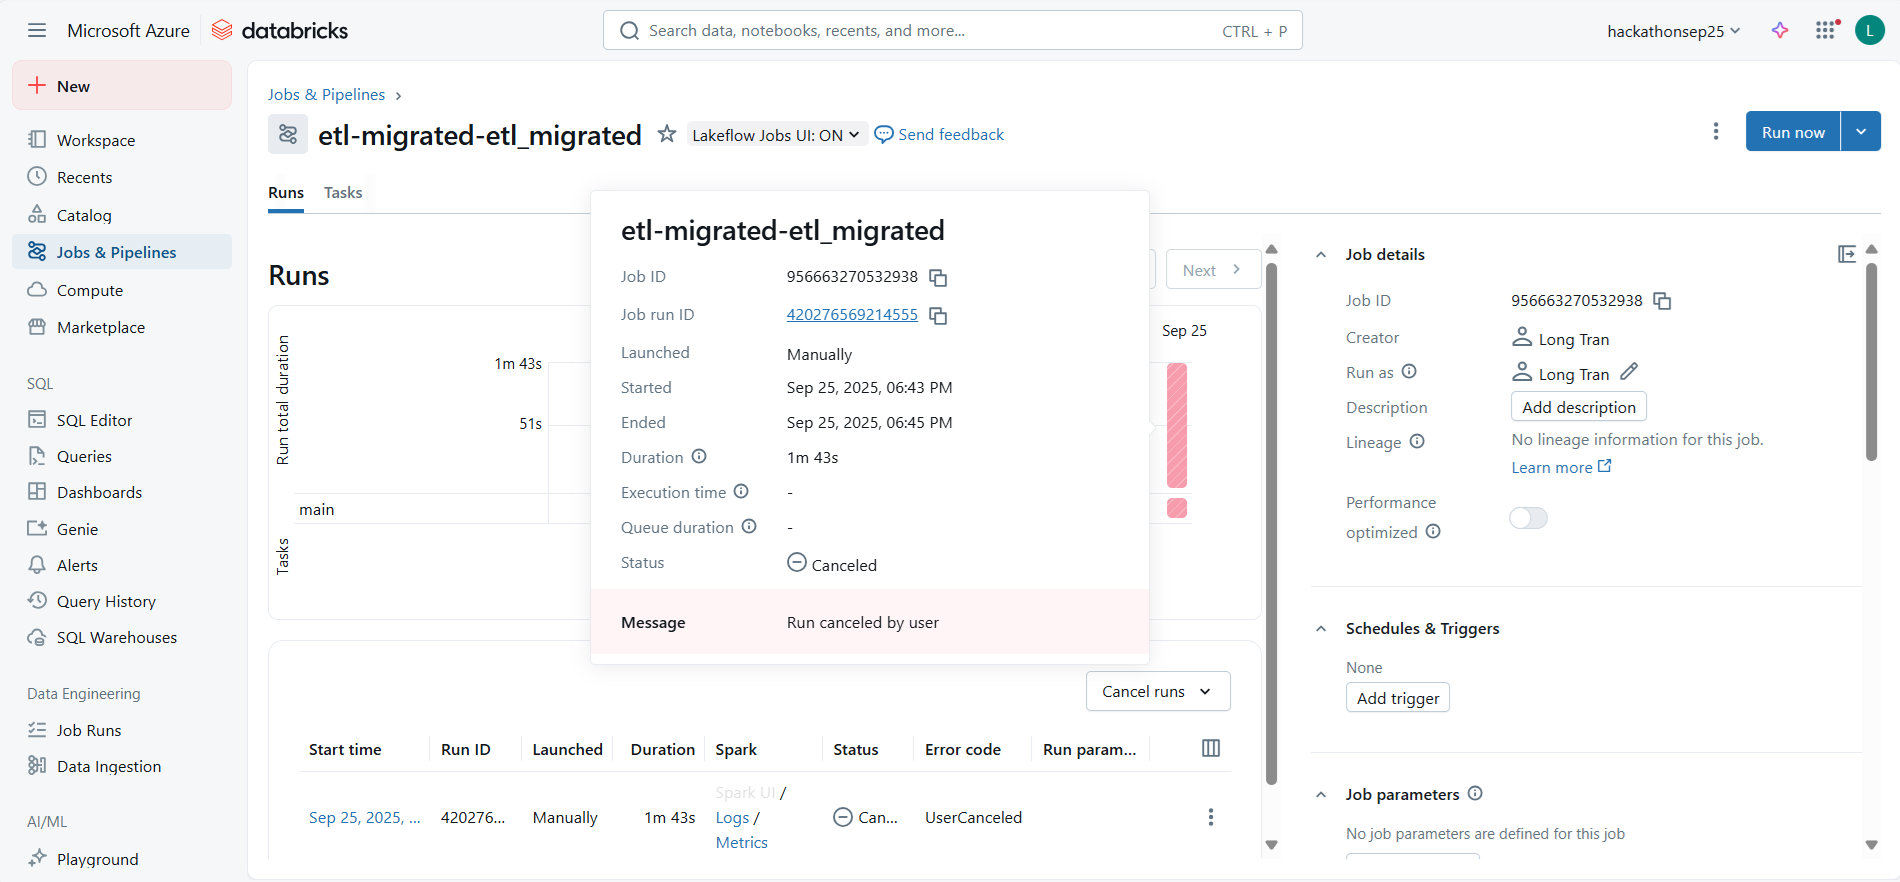 Microsoft Azure
databricks
Search data, notebooks, recents, and more...
CTRL + P
hackathonsep25
L
New
Workspace
Recents
Catalog
Jobs & Pipelines
Compute
Marketplace
SQL
SQL Editor
Queries
Dashboards
Genie
Alerts
Query History
SQL Warehouses
Data Engineering
Job Runs
Data Ingestion
AI/ML
Playground
Jobs & Pipelines
etl-migrated-etl_migrated
Lakeflow Jobs UI: ON
Send feedback
Run now
Runs
Tasks
Runs
Next
Run total duration
1m 43s
51s
main
Tasks
Sep 25
etl-migrated-etl_migrated
Job ID 956663270532938
Job run ID 420276569214555
Launched Manually
Started Sep 25, 2025, 06:43 PM
Ended Sep 25, 2025, 06:45 PM
Duration 1m 43s
Execution time -
Queue duration -
Status Canceled
Message Run canceled by user
Cancel runs
Start time Run ID Launched Duration Spark Status Error code Run param...
Sep 25, 2025, ... 420276... Manually 1m 43s Spark UI / Can... UserCanceled
Logs /
Metrics
Job details
Job ID 956663270532938
Creator Long Tran
Run as Long Tran
Description Add description
Lineage No lineage information for this job.
Learn more
Performance
optimized
Schedules & Triggers
None
Add trigger
Job parameters
No job parameters are defined for this job